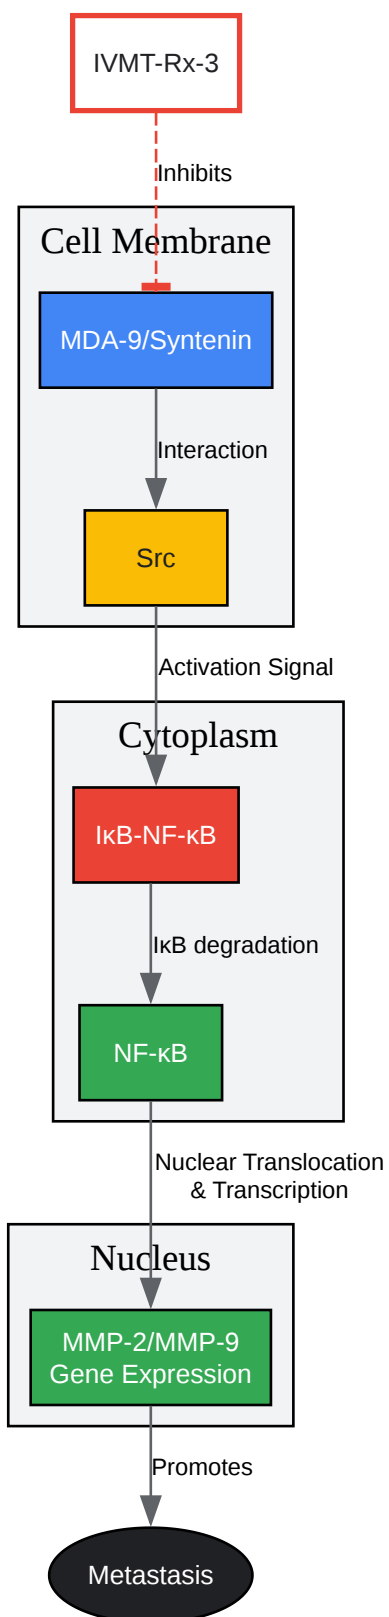 IVMT-Rx-3
Inhibits
Cell Membrane
MDA-9/Syntenin
Interaction
Src
Activation Signal
Cytoplasm
IκB-NF-κB
IκB degradation
NF-κB
Nuclear Translocation
& Transcription
Nucleus
MMP-2/MMP-9
Gene Expression
Promotes
Metastasis